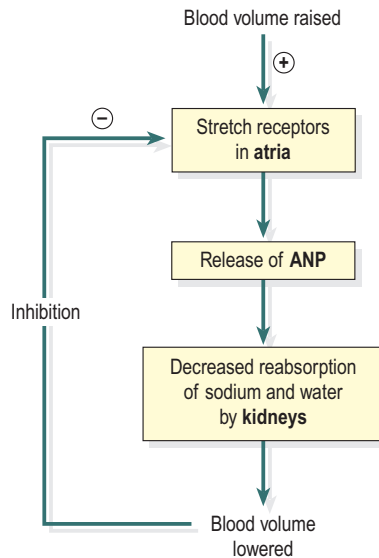 Blood volume raised
+
−
Stretch receptors
in atria
Release of ANP
Inhibition
Decreased reabsorption
of sodium and water
by kidneys
Blood volume
lowered